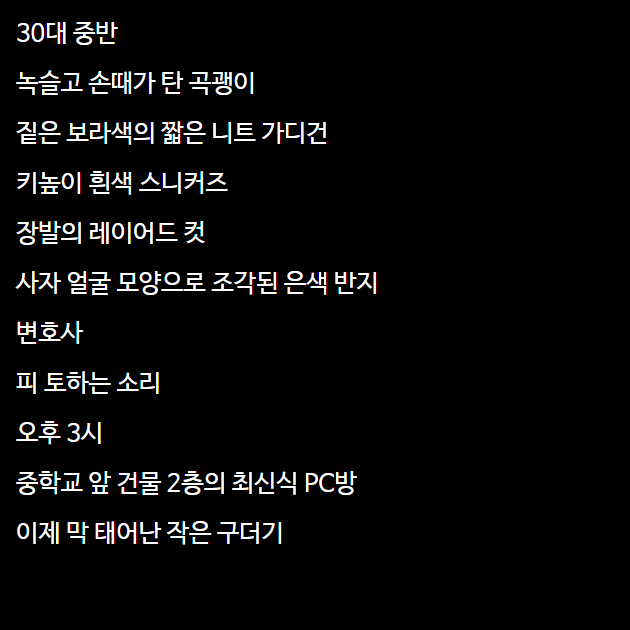 30대 중반
녹슬고 손때가 탄 곡괭이
짙은 보라색의 짧은 니트 가디건
키높이 흰색 스니커즈
장발의 레이어드 컷
사자 얼굴 모양으로 조각된 은색 반지
변호사
피 토하는 소리
오후 3시
중학교 앞 건물 2층의 최신식 PC방
이제 막 태어난 작은 구더기